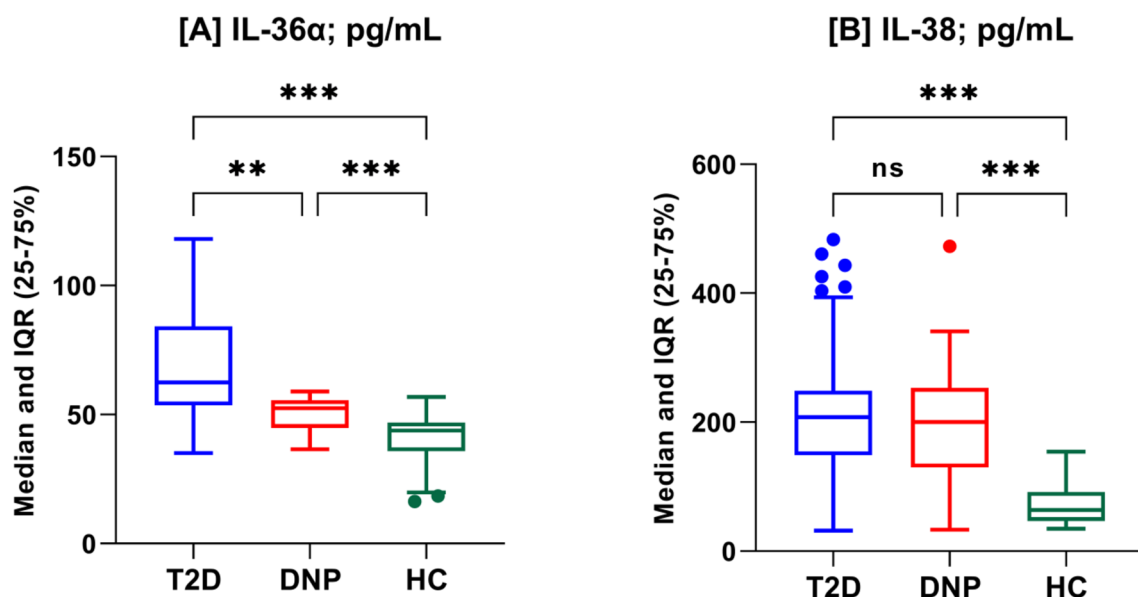 [A] IL-36α; pg/mL
***
** ***
Median and IQR (25-75%)
150
100
50
0
T2D DNP HC
[B] IL-38; pg/mL
***
ns ***
Median and IQR (25-75%)
600
400
200
0
T2D DNP HC